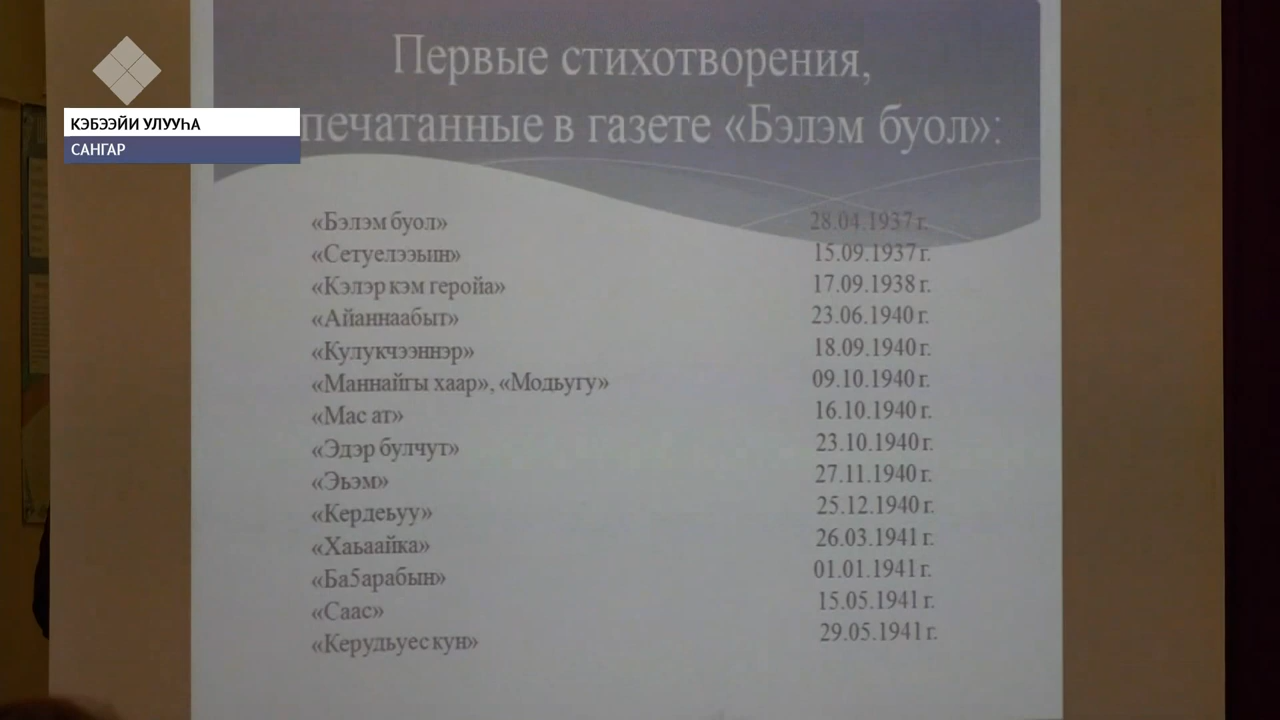 КЭБЭЭЙИ УЛУУҺА
САНГАР
Первые стихотворения,
печатанные в газете «Бэлэм буол»:
«Бэлэм буол» 28.04.1937 г.
«Сетуелээьин» 15.09.1937 г.
«Кэлэр кэм геройа» 17.09.1938 г.
«Айаннаабыт» 23.06.1940 г.
«Кулукчээннэр» 18.09.1940 г.
«Маннайгы хаар», «Модьугу» 09.10.1940 г.
«Мас ат» 16.10.1940 г.
«Эдэр булчут» 23.10.1940 г.
«Эьэм» 27.11.1940 г.
«Кердеьуу» 25.12.1940 г.
«Хаьаайка» 26.03.1941 г.
«Ба5арабын» 01.01.1941 г.
«Саас» 15.05.1941 г.
«Керудьуес кун» 29.05.1941 г.